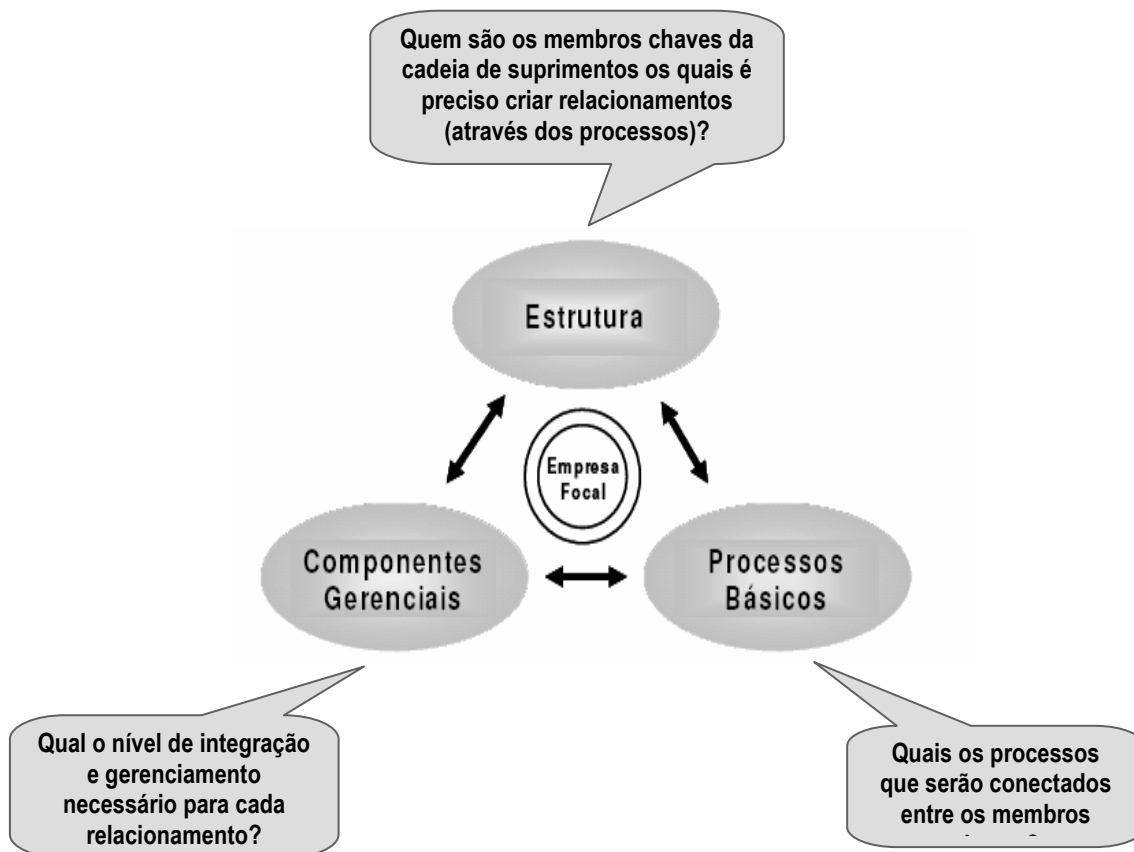 Quem são os membros chaves da
cadeia de suprimentos os quais é
preciso criar relacionamentos
(através dos processos)?
Estrutura
Empresa
Focal
Componentes
Gerenciais
Processos
Básicos
Qual o nível de integração
e gerenciamento
necessário para cada
relacionamento?
Quais os processos
que serão conectados
entre os membros